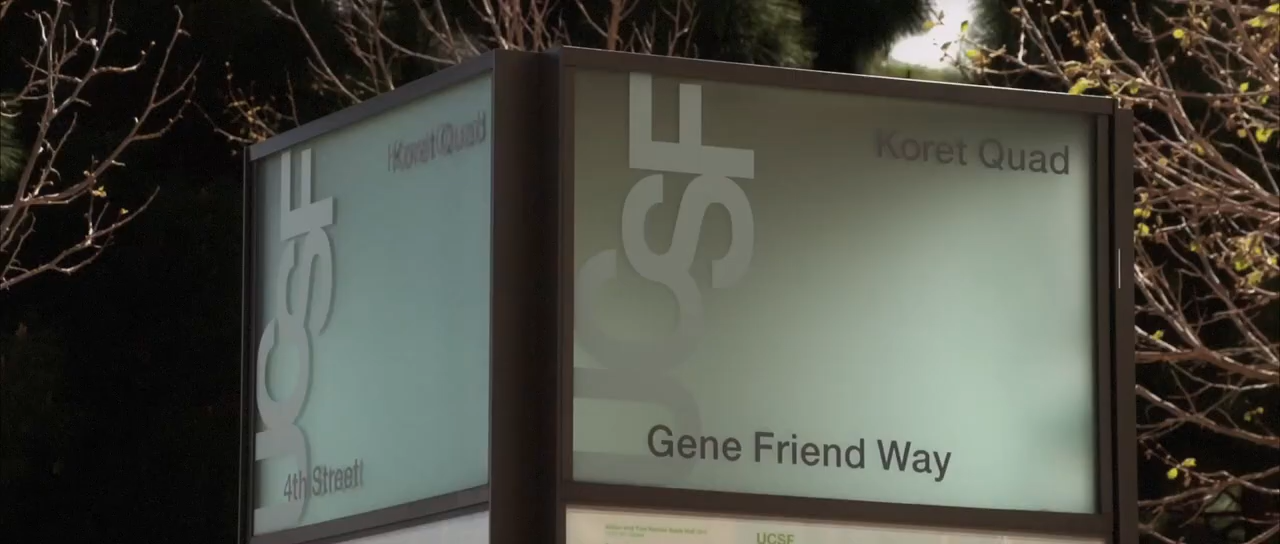 UCSF
Koret Quad
4th Street
UCSF
Koret Quad
Gene Friend Way
UCSF